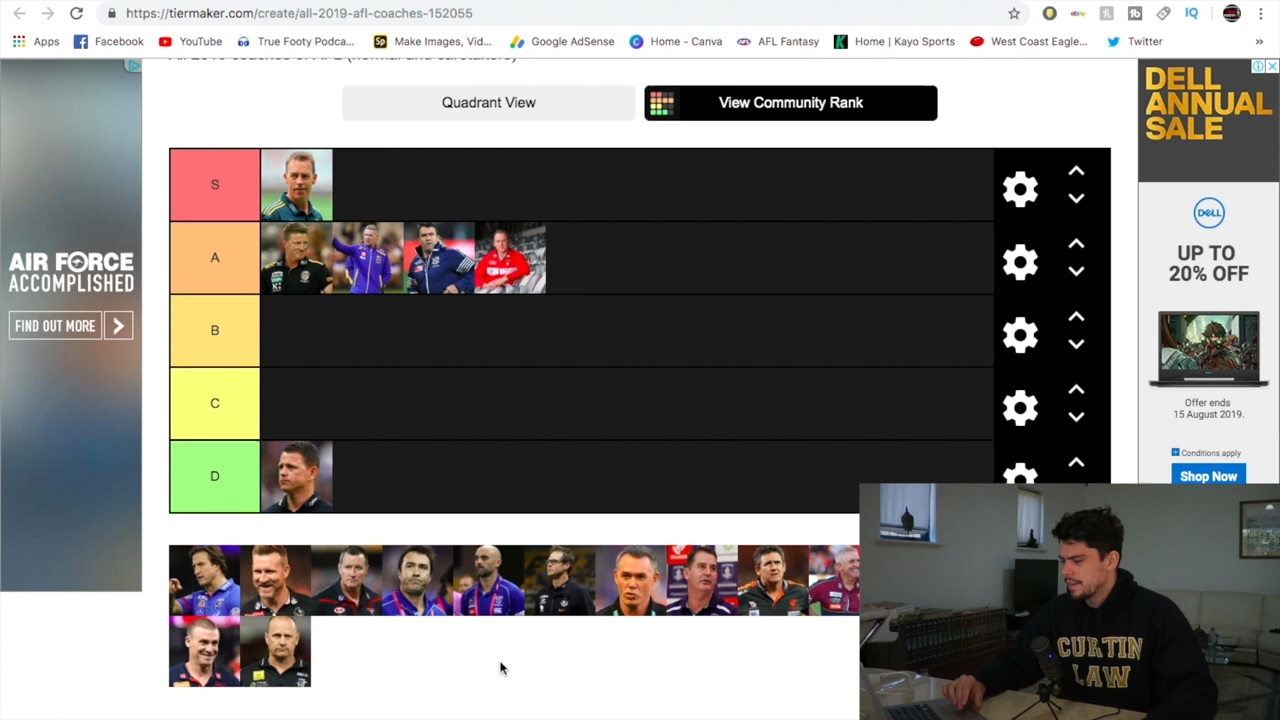 https://tiermaker.com/create/all-2019-afl-coaches-152055
Apps
Facebook
YouTube
True Footy Podca...
Make Images, Vid...
Google AdSense
Home - Canva
AFL Fantasy
Home | Kayo Sports
West Coast Eagle...
Twitter
»
Quadrant View
View Community Rank
S
A
B
C
D
AIR FORCE
ACCOMPLISHED
FIND OUT MORE
DELL
ANNUAL
SALE
DELL
UP TO
20% OFF
Offer ends
15 August 2019.
Conditions apply
Shop Now
CURTIN
LAW